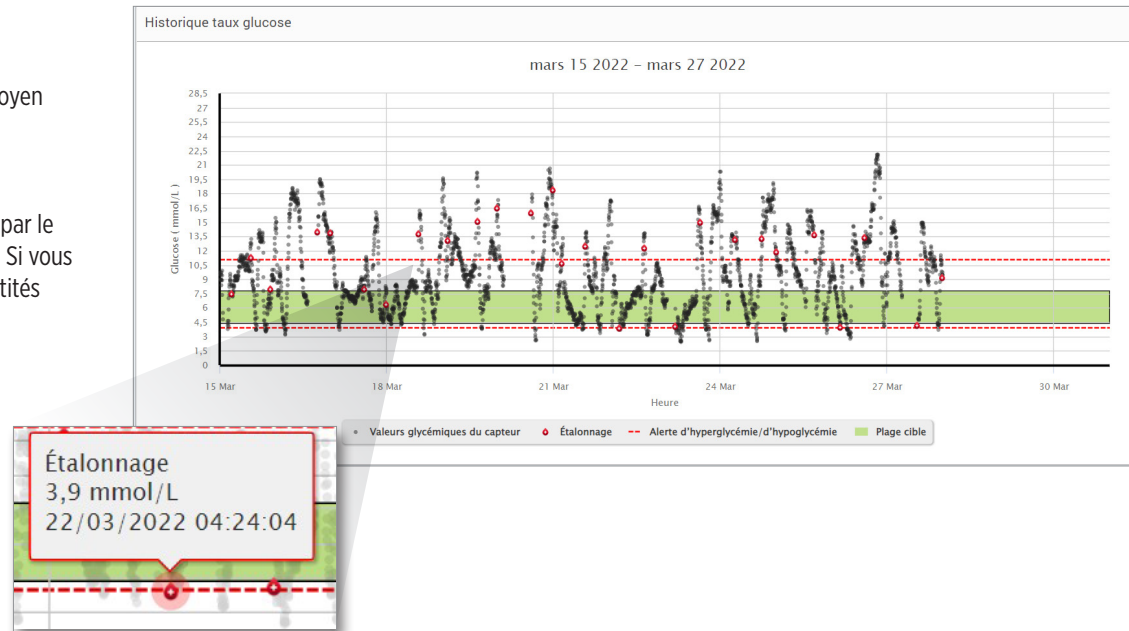 oyen
par le
Si vous
tités
Historique taux glucose
mars 15 2022 – mars 27 2022
Glucose ( mmol/L )
28,5
27
25,5
24
22,5
21
19,5
18
16,5
15
13,5
12
10,5
9
7,5
6
4,5
3
1,5
0
15 Mar
18 Mar
21 Mar
24 Mar
27 Mar
30 Mar
Heure
Valeurs glycémiques du capteur
Étalonnage
Alerte d'hyperglycémie/d'hypoglycémie
Plage cible
Étalonnage
3,9 mmol/L
22/03/2022 04:24:04